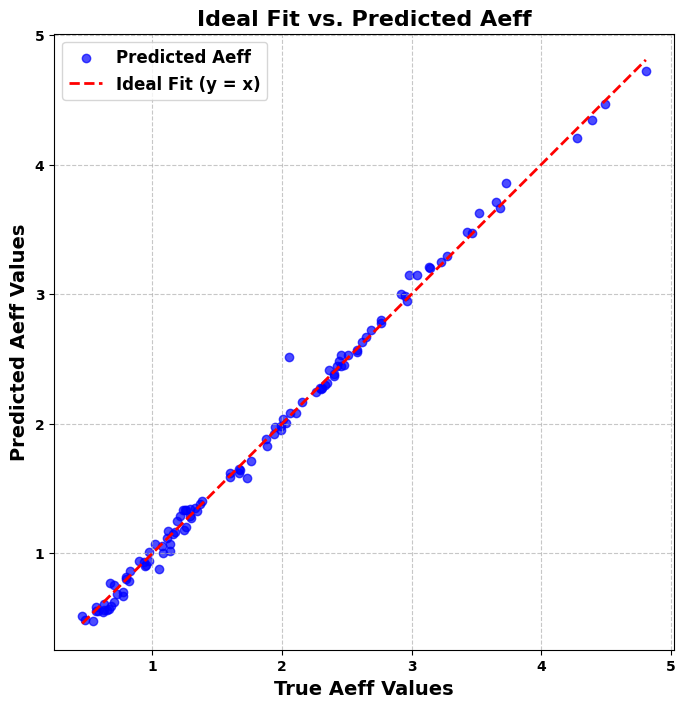 Ideal Fit vs. Predicted Aeff
Predicted Aeff
Ideal Fit (y = x)
5
4
3
2
1
Predicted Aeff Values
1 2 3 4 5
True Aeff Values